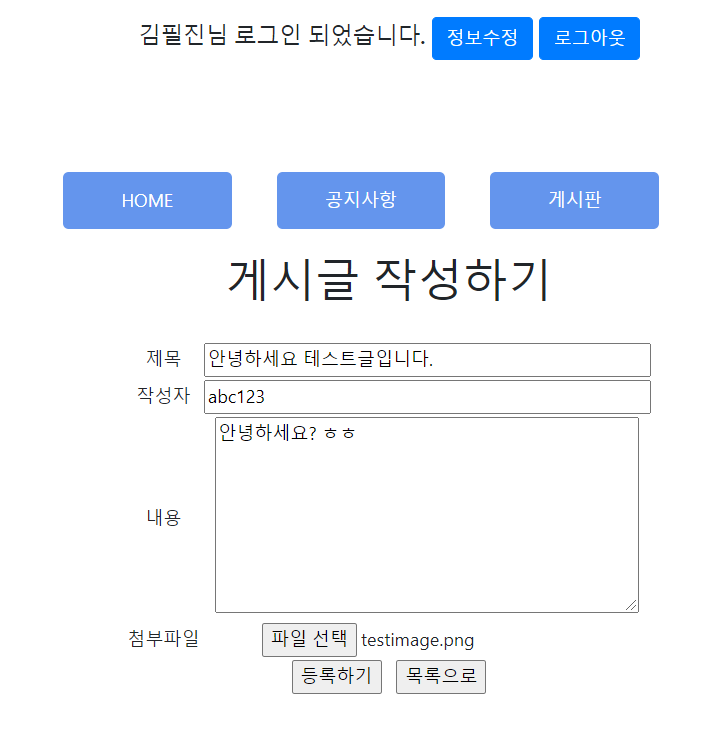 김필진님 로그인 되었습니다. 정보수정 로그아웃
HOME 공지사항 게시판
게시글 작성하기
제목 안녕하세요 테스트글입니다.
작성자 abc123
안녕하세요? ㅎㅎ
내용
첨부파일 파일 선택 testimage.png
등록하기 목록으로